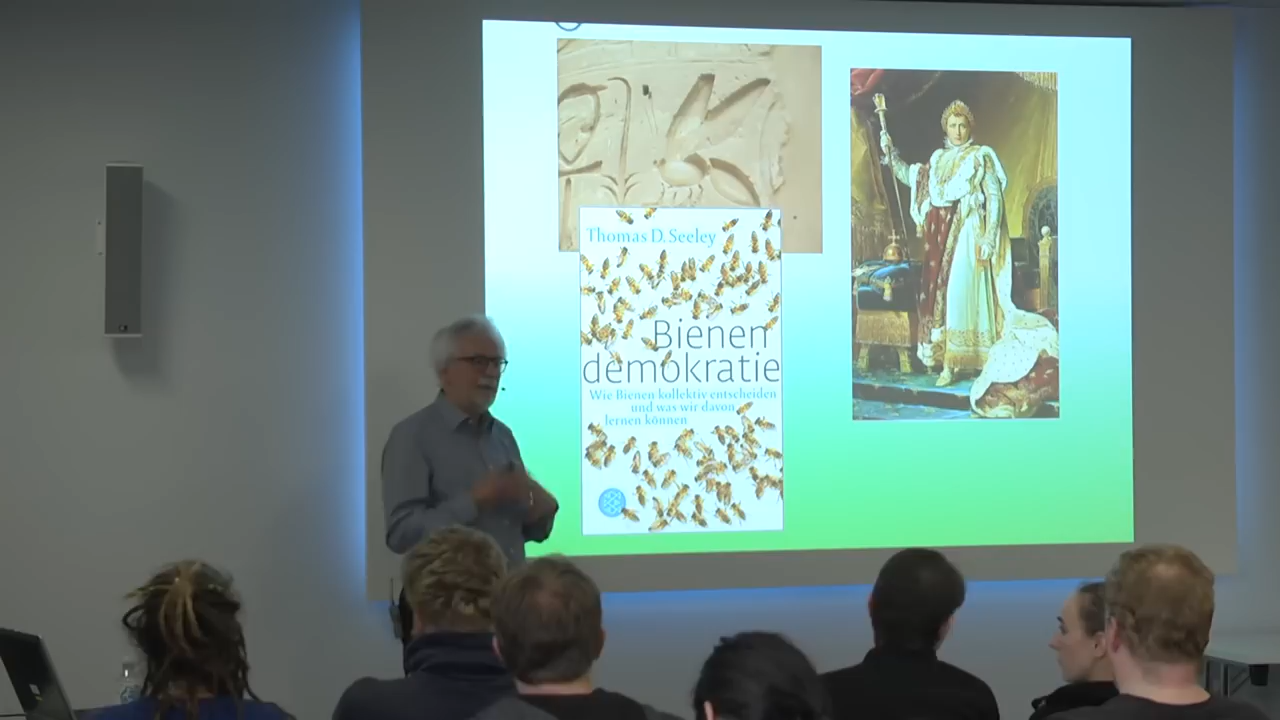 Thomas D. Seeley
Bienen
demokratie
Wie Bienen kollektiv entscheiden
und was wir davon
lernen können